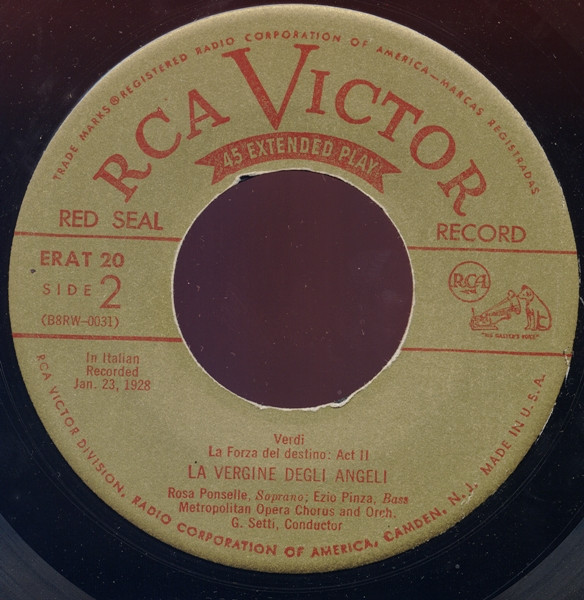 TRADE MARKS®REGISTERED RADIO CORPORATION OF AMERICA—MARCAS REGISTRADAS
RCA VICTOR
45 EXTENDED PLAY
RED SEAL RECORD
ERAT 20
SIDE 2
(B8RW-0031)
RCA
"HIS MASTER'S VOICE"
In Italian
Recorded
Jan. 23, 1928
Verdi
La Forza del destino: Act II
LA VERGINE DEGLI ANGELI
Rosa Ponselle, Soprano; Ezio Pinza, Bass
Metropolitan Opera Chorus and Orch.
G. Setti, Conductor
RCA VICTOR DIVISION, RADIO CORPORATION OF AMERICA, CAMDEN, N. J. MADE IN U.S.A.